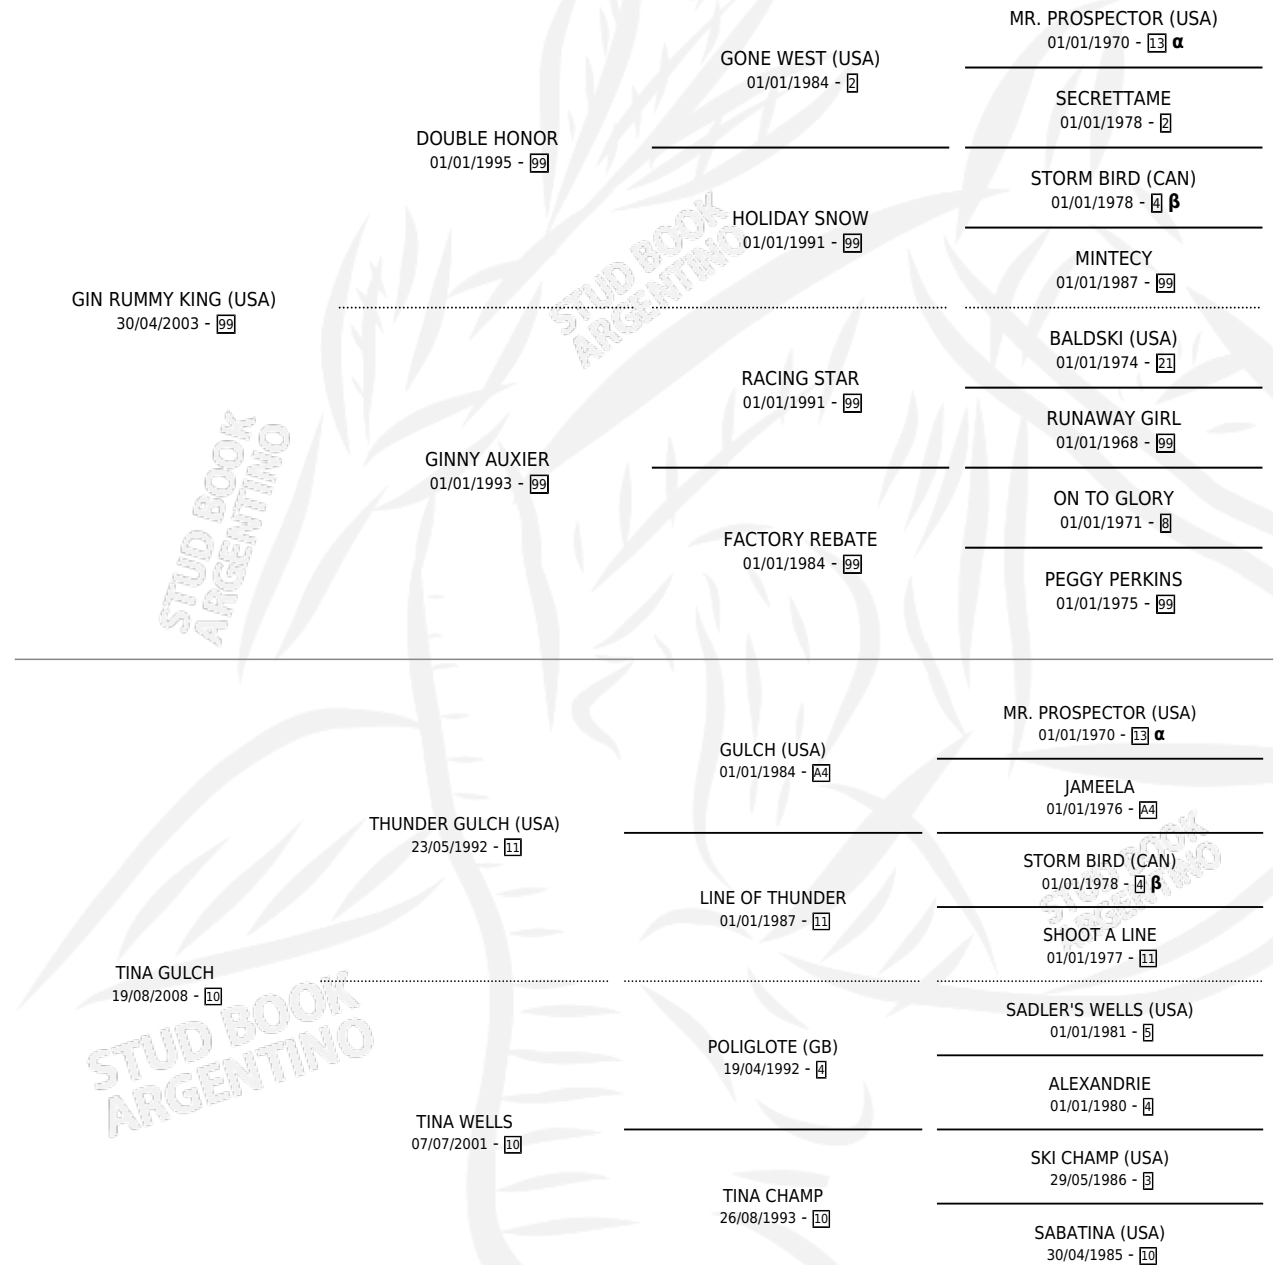 MR. PROSPECTOR (USA)
01/01/1970 - 13 α
GONE WEST (USA)
01/01/1984 - 2
SECRETTAME
01/01/1978 - 2
DOUBLE HONOR
01/01/1995 - 99
STORM BIRD (CAN)
01/01/1978 - 4 β
HOLIDAY SNOW
01/01/1991 - 99
MINTECY
01/01/1987 - 99
GIN RUMMY KING (USA)
30/04/2003 - 99
BALDSKI (USA)
01/01/1974 - 21
RACING STAR
01/01/1991 - 99
RUNAWAY GIRL
01/01/1968 - 99
GINNY AUXIER
01/01/1993 - 99
ON TO GLORY
01/01/1971 - 8
FACTORY REBATE
01/01/1984 - 99
PEGGY PERKINS
01/01/1975 - 99
MR. PROSPECTOR (USA)
01/01/1970 - 13 α
GULCH (USA)
01/01/1984 - A4
JAMEELA
01/01/1976 - A4
THUNDER GULCH (USA)
23/05/1992 - 11
STORM BIRD (CAN)
01/01/1978 - 4 β
LINE OF THUNDER
01/01/1987 - 11
SHOOT A LINE
01/01/1977 - 11
TINA GULCH
19/08/2008 - 10
SADLER'S WELLS (USA)
01/01/1981 - 5
POLIGLOTE (GB)
19/04/1992 - 4
ALEXANDRIE
01/01/1980 - 4
TINA WELLS
07/07/2001 - 10
SKI CHAMP (USA)
29/05/1986 - 3
TINA CHAMP
26/08/1993 - 10
SABATINA (USA)
30/04/1985 - 10
STUD BOOK
ARGENTINO
STUD BOOK
ARGENTINO
STUD BOOK
ARGENTINO
STUD BOOK
ARGENTINO